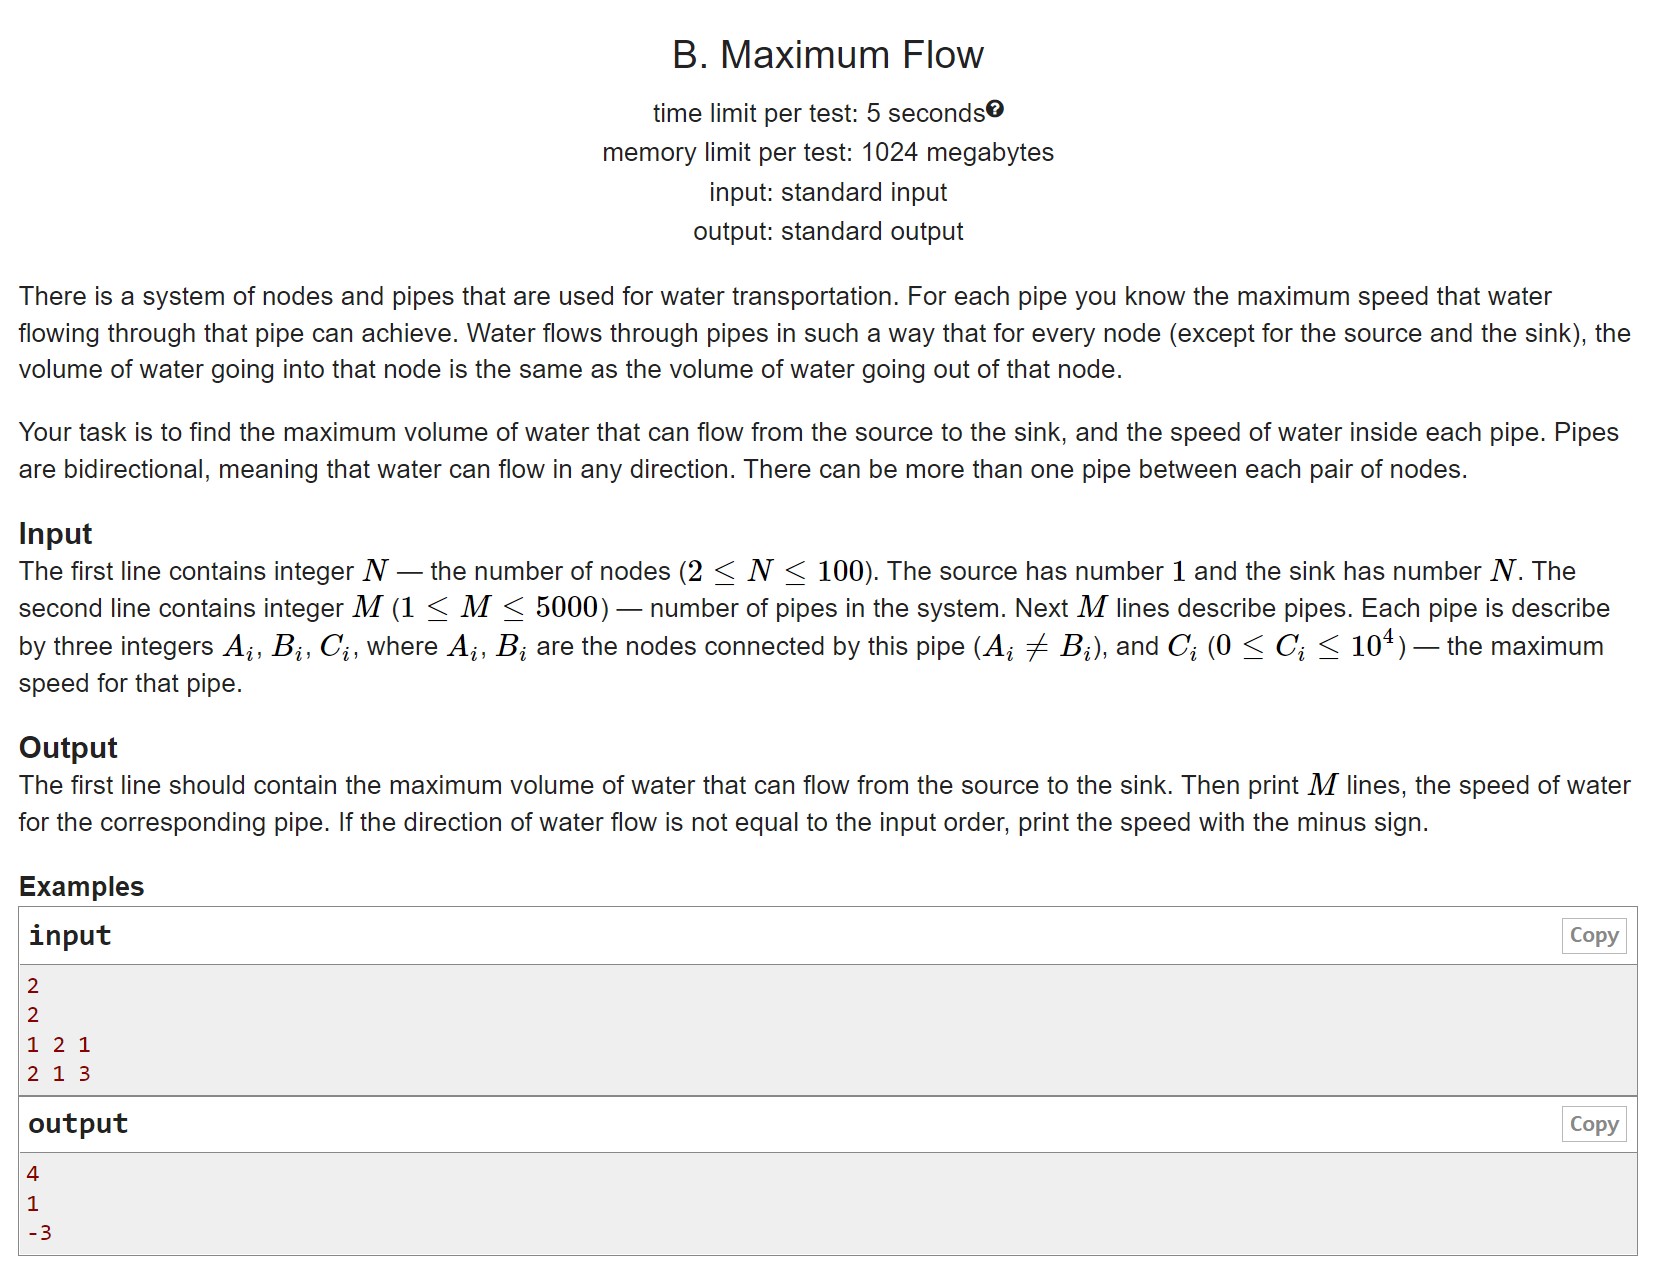 B. Maximum Flow
time limit per test: 5 seconds?
memory limit per test: 1024 megabytes
input: standard input
output: standard output
There is a system of nodes and pipes that are used for water transportation. For each pipe you know the maximum speed that water
flowing through that pipe can achieve. Water flows through pipes in such a way that for every node (except for the source and the sink), the
volume of water going into that node is the same as the volume of water going out of that node.
Your task is to find the maximum volume of water that can flow from the source to the sink, and the speed of water inside each pipe. Pipes
are bidirectional, meaning that water can flow in any direction. There can be more than one pipe between each pair of nodes.
Input
The first line contains integer N — the number of nodes (2 ≤ N ≤ 100). The source has number 1 and the sink has number N. The
second line contains integer M (1 ≤ M ≤ 5000) — number of pipes in the system. Next M lines describe pipes. Each pipe is describe
by three integers A_i, B_i, C_i, where A_i, B_i are the nodes connected by this pipe (A_i ≠ B_i), and C_i (0 ≤ C_i ≤ 10^4) — the maximum
speed for that pipe.
Output
The first line should contain the maximum volume of water that can flow from the source to the sink. Then print M lines, the speed of water
for the corresponding pipe. If the direction of water flow is not equal to the input order, print the speed with the minus sign.
Examples
input
Copy
2
2
1 2 1
2 1 3
output
Copy
4
1
-3